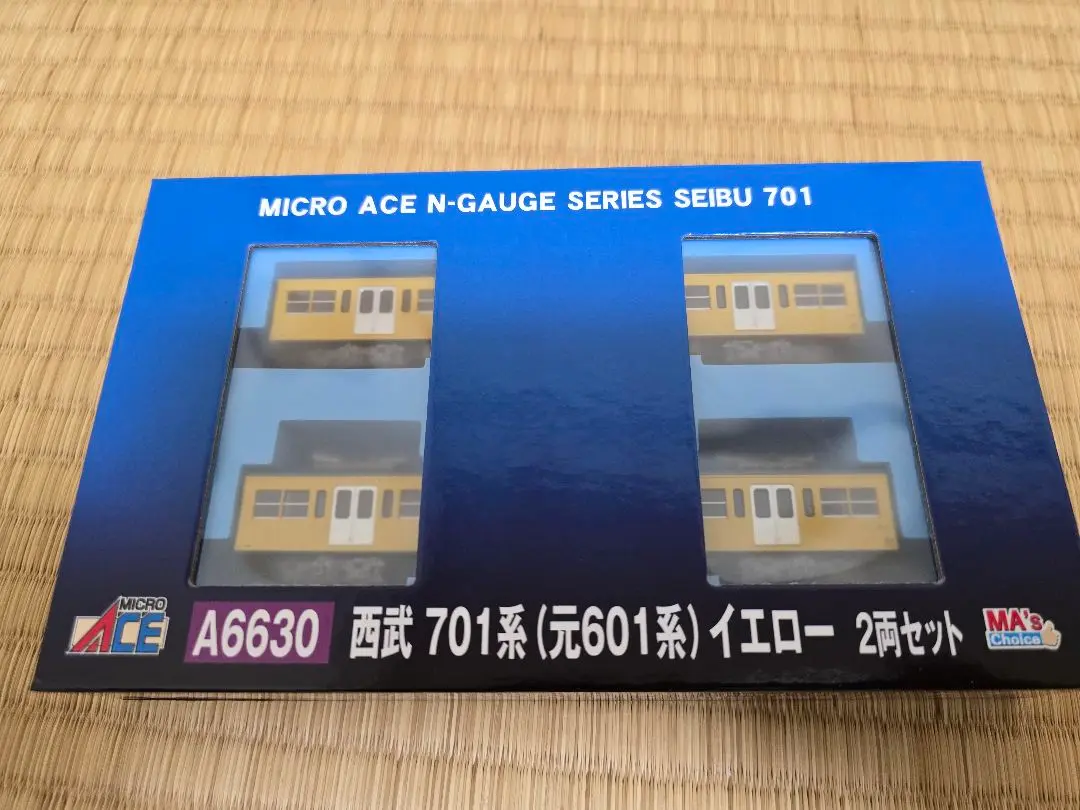 MICRO ACE N-GAUGE SERIES SEIBU 701
MICRO
ACE
A6630
西武 701系(元601系)イエロー 2両セット
MA's
Choice